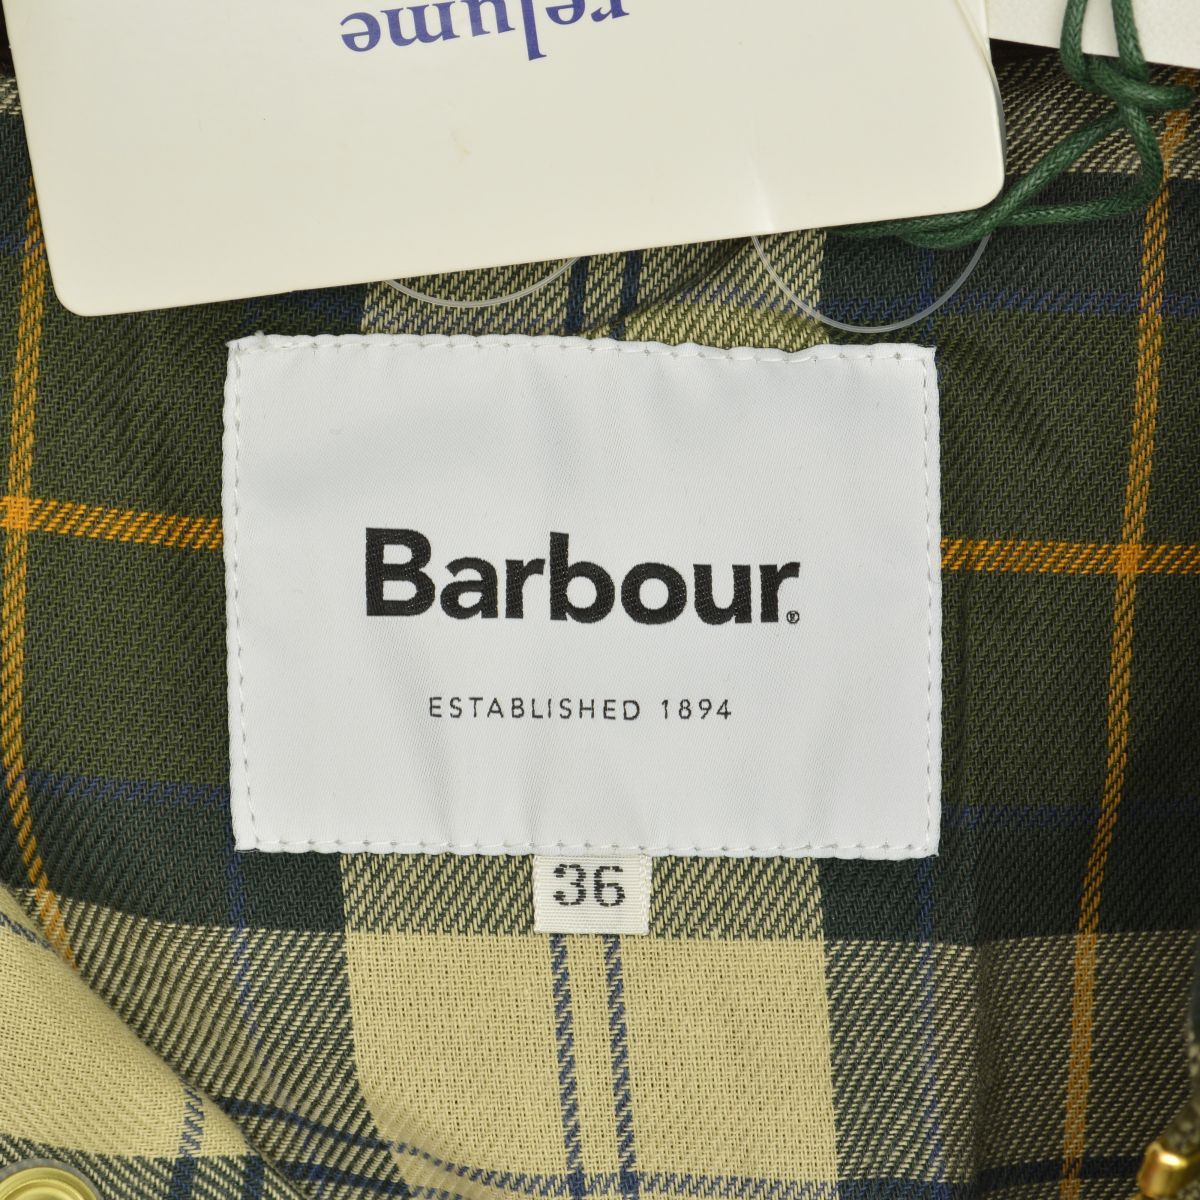 relume
Barbour®
ESTABLISHED 1894
36